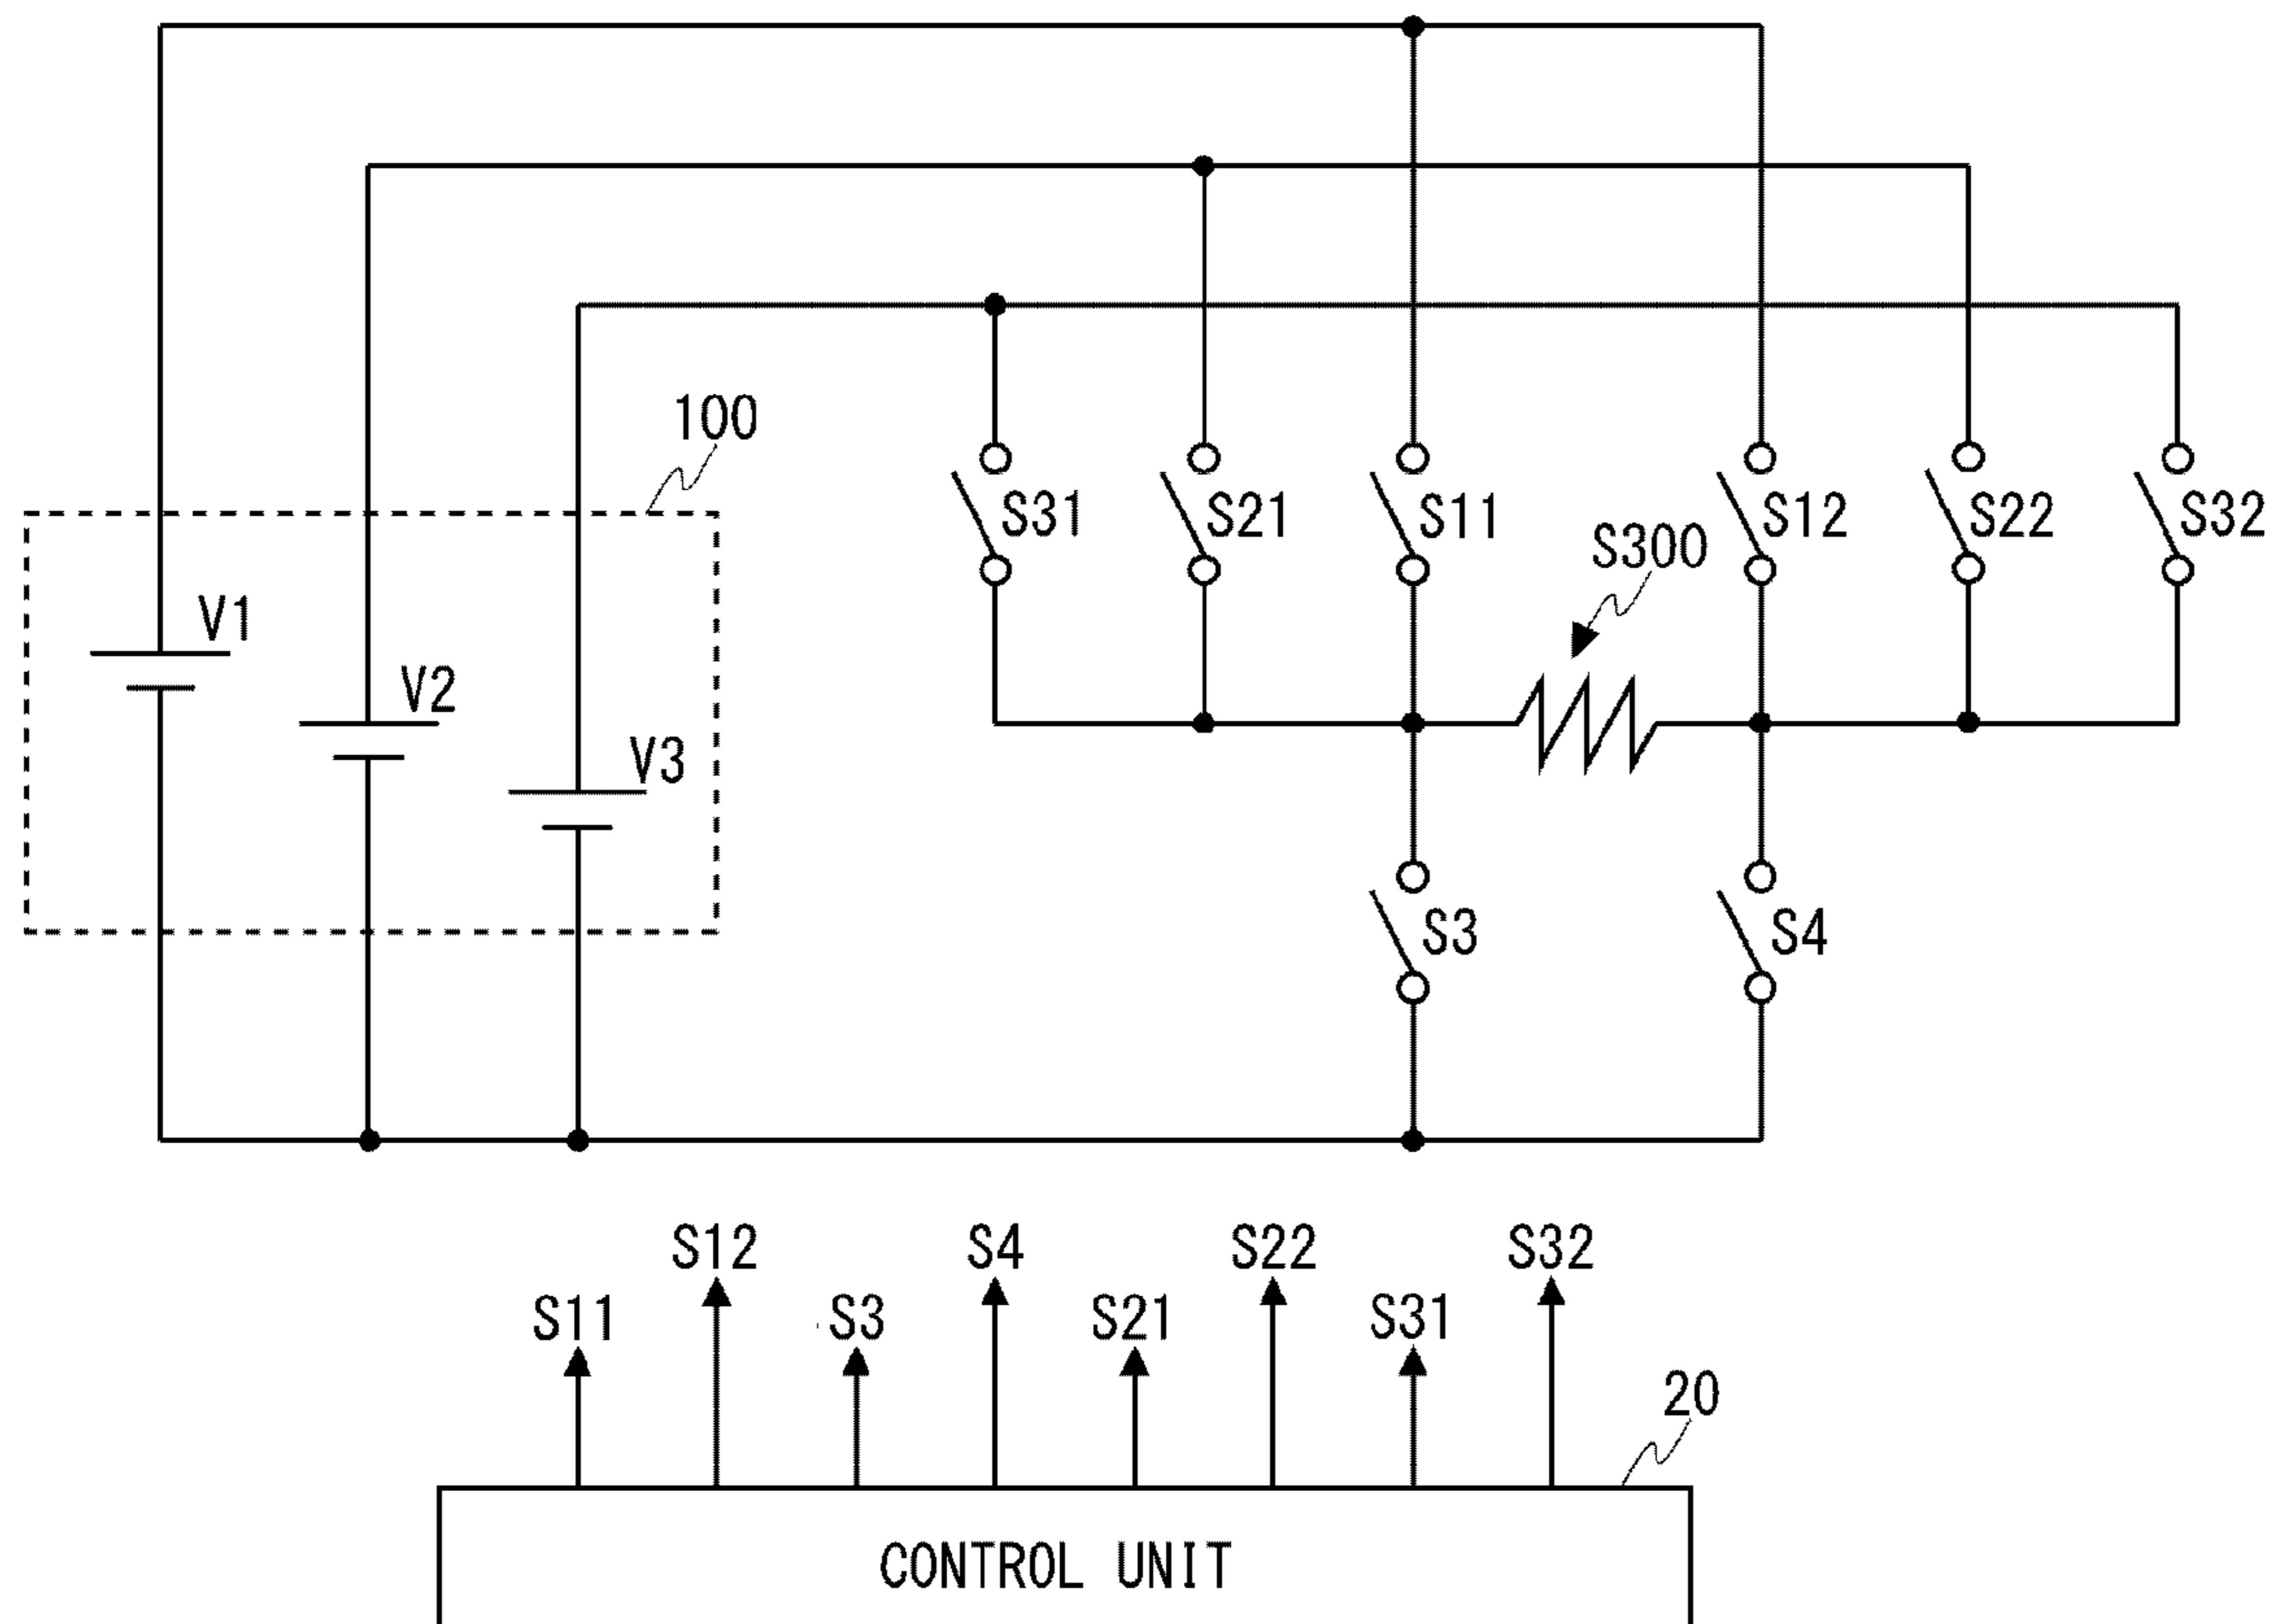 100
S31 S21 S11 S12 S22 S32
S300
V1
V2
V3
S3 S4
S12 S4 S22 S32
S11 S3 S21 S31
20
CONTROL UNIT